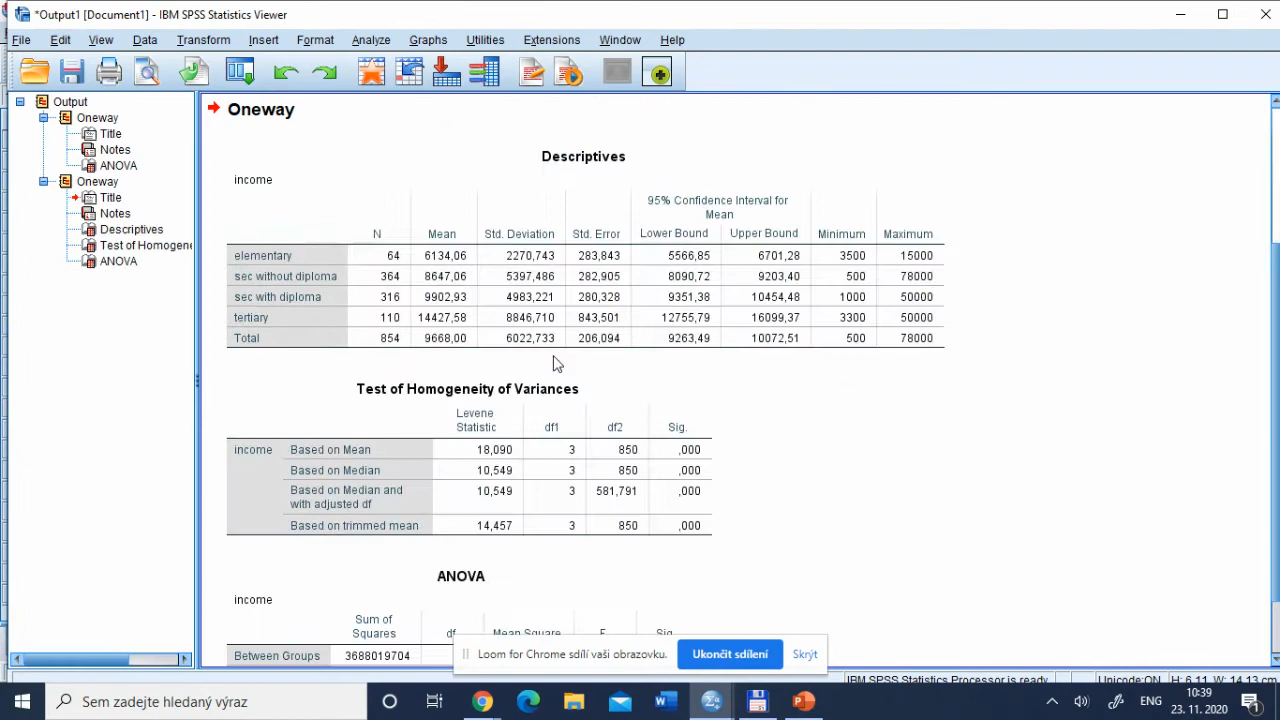 *Output1 [Document1] - IBM SPSS Statistics Viewer
File Edit View Data Transform Insert Format Analyze Graphs Utilities Extensions Window Help
Output
Oneway
Title
Notes
ANOVA
Oneway
Title
Notes
Descriptives
Test of Homogene
ANOVA
Oneway
Descriptives
income
95% Confidence Interval for
Mean
N Mean Std. Deviation Std. Error Lower Bound Upper Bound Minimum Maximum
elementary 64 6134,06 2270,743 283,843 5566,85 6701,28 3500 15000
sec without diploma 364 8647,06 5397,486 282,905 8090,72 9203,40 500 78000
sec with diploma 316 9902,93 4983,221 280,328 9351,38 10454,48 1000 50000
tertiary 110 14427,58 8846,710 843,501 12755,79 16099,37 3300 50000
Total 854 9668,00 6022,733 206,094 9263,49 10072,51 500 78000
Test of Homogeneity of Variances
Levene
Statistic df1 df2 Sig.
income Based on Mean 18,090 3 850 ,000
Based on Median 10,549 3 850 ,000
Based on Median and
with adjusted df 10,549 3 581,791 ,000
Based on trimmed mean 14,457 3 850 ,000
ANOVA
income
Sum of
Squares df Mean Square F Sig.
Between Groups 3688019704
Loom for Chrome sdílí vaši obrazovku. Ukončit sdílení Skrýt
IBM SPSS Statistics Processor is ready Unicode:ON H: 6,11, W: 14,13 cm
Sem zadejte hledaný výraz
ENG
10:39
23. 11. 2020
1